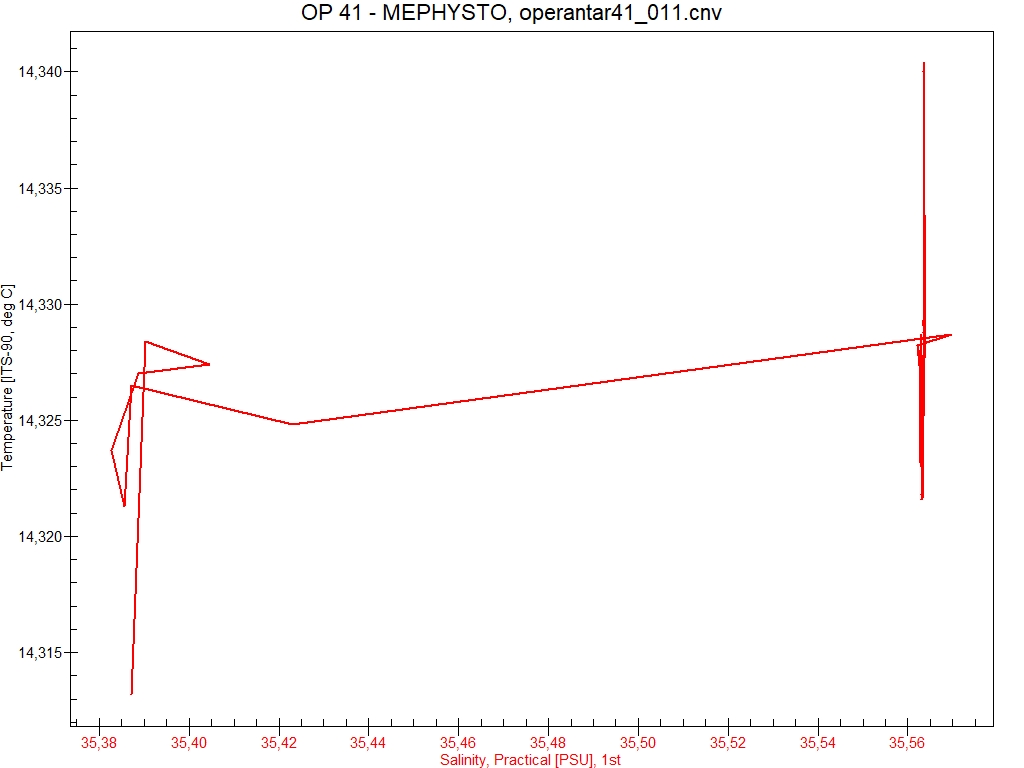 OP 41 - MEPHYSTO, operantar41_011.cnv
14,340
14,335
14,330
14,325
14,320
14,315
Temperature [ITS-90, deg C]
35,38 35,40 35,42 35,44 35,46 35,48 35,50 35,52 35,54 35,56
Salinity, Practical [PSU], 1st